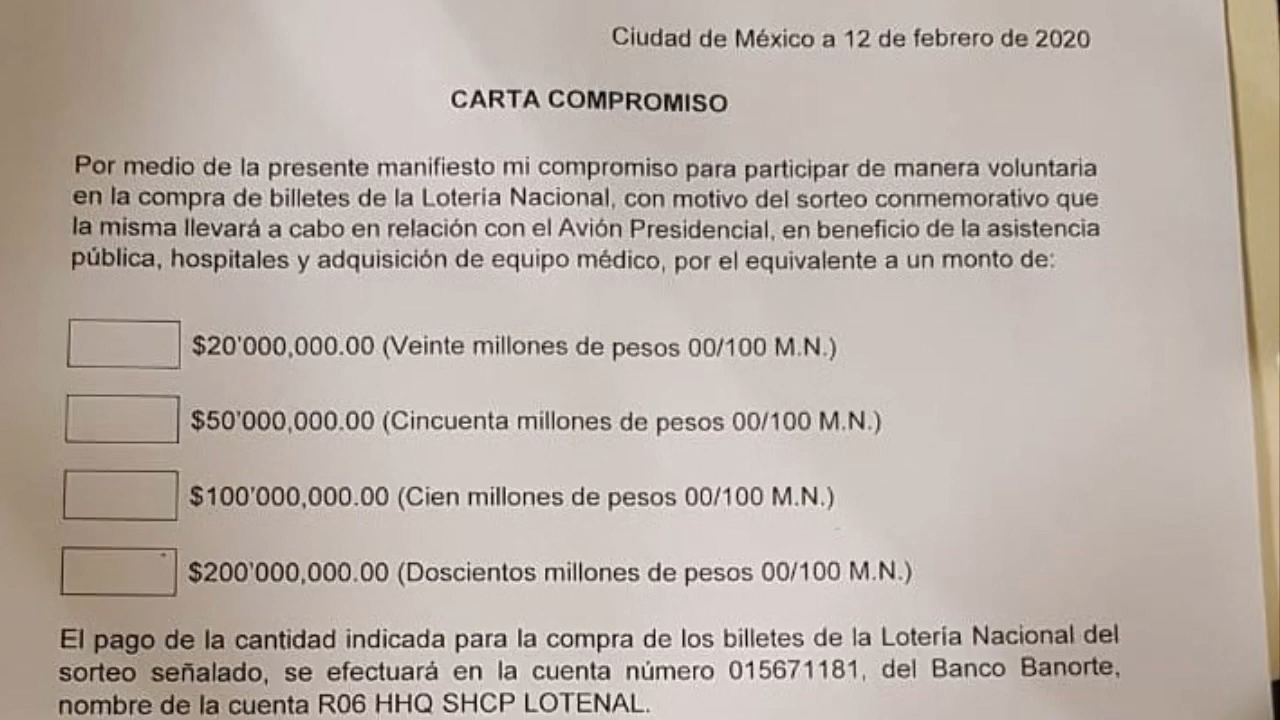 Ciudad de México a 12 de febrero de 2020
CARTA COMPROMISO
Por medio de la presente manifiesto mi compromiso para participar de manera voluntaria
en la compra de billetes de la Lotería Nacional, con motivo del sorteo conmemorativo que
la misma llevará a cabo en relación con el Avión Presidencial, en beneficio de la asistencia
pública, hospitales y adquisición de equipo médico, por el equivalente a un monto de:
$20'000,000.00 (Veinte millones de pesos 00/100 M.N.)
$50'000,000.00 (Cincuenta millones de pesos 00/100 M.N.)
$100'000,000.00 (Cien millones de pesos 00/100 M.N.)
$200'000,000.00 (Doscientos millones de pesos 00/100 M.N.)
El pago de la cantidad indicada para la compra de los billetes de la Lotería Nacional del
sorteo señalado, se efectuará en la cuenta número 015671181, del Banco Banorte,
nombre de la cuenta R06 HHQ SHCP LOTENAL.